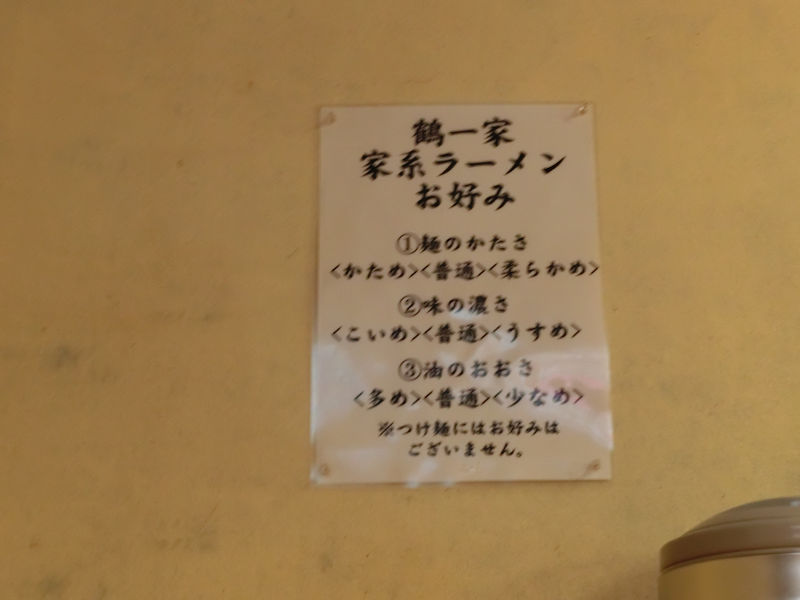 鶴一家
家系ラーメン
お好み
①麺のかたさ
<かため><普通><柔らかめ>
②味の濃さ
<こいめ><普通><うすめ>
③油のおおさ
<多め><普通><少なめ>
※つけ麺にはお好みは
ございません。